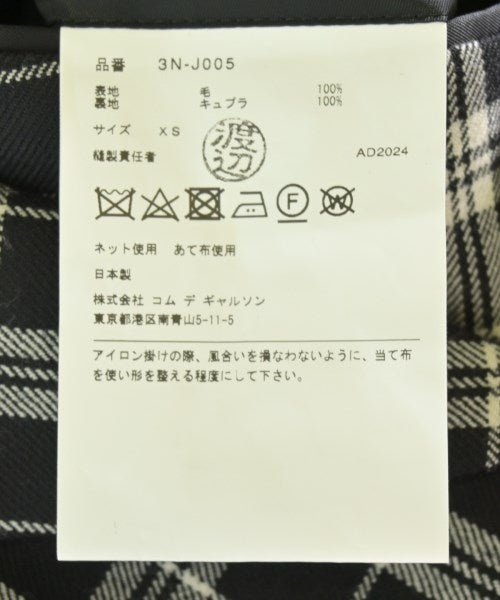 品番 3N-J005
表地 毛 100%
裏地 キュプラ 100%
サイズ XS
渡辺
縫製責任者 AD2024
F W
ネット使用 あて布使用
日本製
株式会社 コム デ ギャルソン
東京都港区南青山5-11-5
アイロン掛けの際、風合いを損なわないように、当て布
を使い形を整える程度にして下さい。